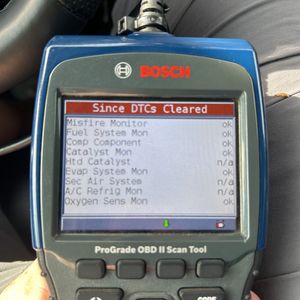 BOSCH
Since DTCs Cleared
Misfire Monitor ok
Fuel System Mon ok
Comp Component ok
Catalyst Mon ok
Htd Catalyst n/a
Evap System Mon ok
Sec Air System n/a
A/C Refrig Mon n/a
Oxygen Sens Mon ok
ProGrade OBD II Scan Tool
CODE